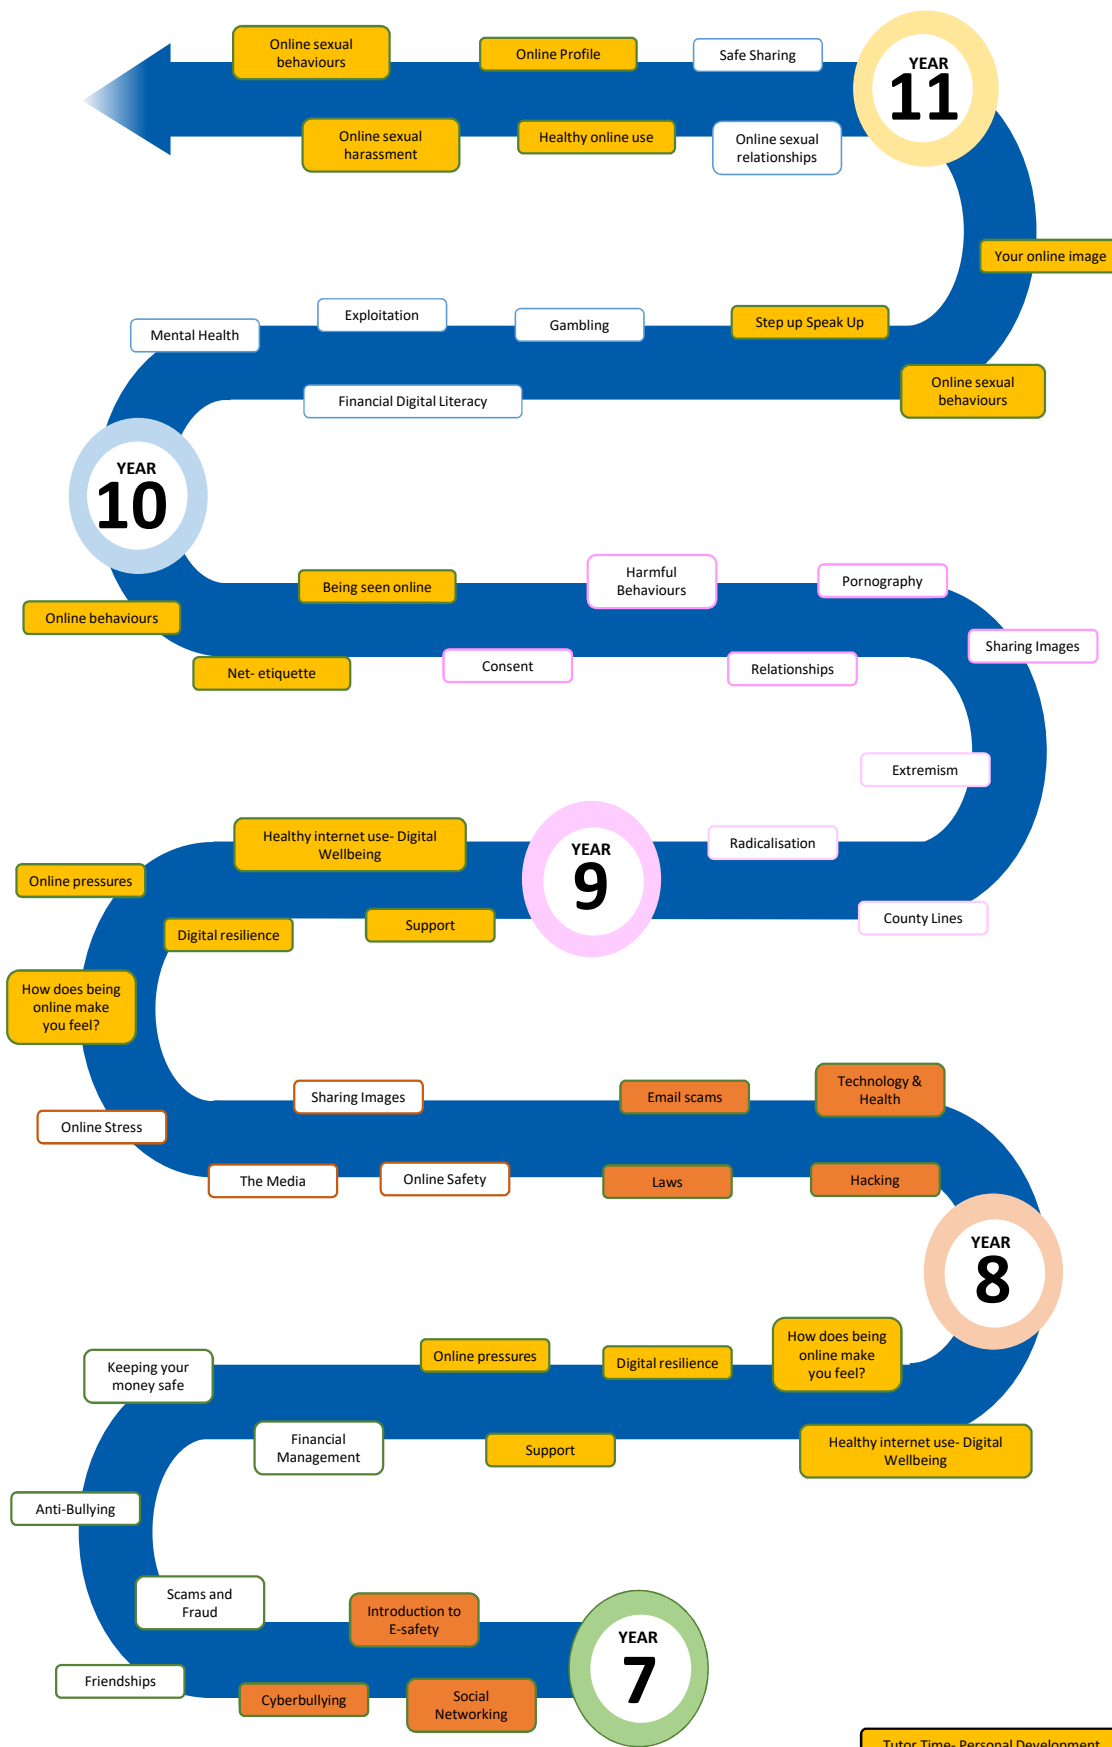 Online sexual
behaviours
Online Profile
Safe Sharing
YEAR
11
Online sexual
harassment
Healthy online use
Online sexual
relationships
Your online image
Mental Health
Exploitation
Gambling
Step up Speak Up
Financial Digital Literacy
Online sexual
behaviours
YEAR
10
Online behaviours
Being seen online
Harmful
Behaviours
Pornography
Sharing Images
Net- etiquette
Consent
Relationships
Extremism
Healthy internet use- Digital
Wellbeing
YEAR
9
Radicalisation
Online pressures
Digital resilience
Support
County Lines
How does being
online make
you feel?
Online Stress
Sharing Images
Email scams
Technology &
Health
The Media
Online Safety
Laws
Hacking
YEAR
8
Keeping your
money safe
Online pressures
Digital resilience
How does being
online make
you feel?
Financial
Management
Support
Healthy internet use- Digital
Wellbeing
Anti-Bullying
Scams and
Fraud
Introduction to
E-safety
YEAR
7
Friendships
Cyberbullying
Social
Networking
Tutor Time- Personal Development